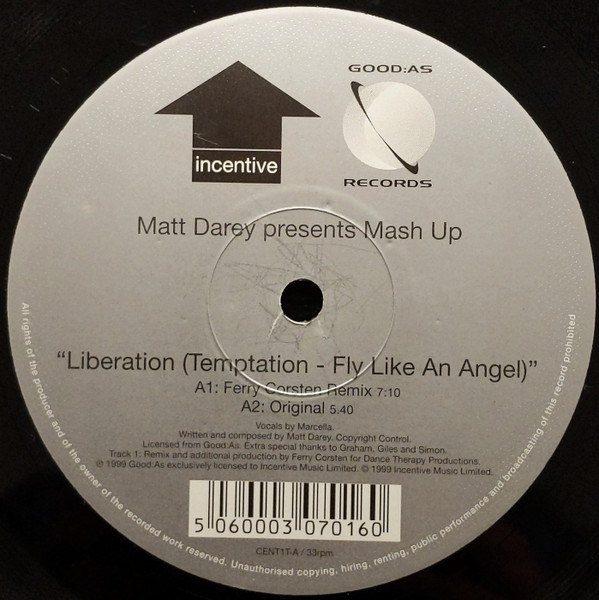 GOOD:AS
incentive
RECORDS
Matt Darey presents Mash Up
“Liberation (Temptation - Fly Like An Angel)”
A1: Ferry Corsten Remix 7:10
A2: Original 5.40
Vocals by Marcella.
Written and composed by Matt Darey. Copyright Control.
Licensed from Good:As. Extra special thanks to Graham, Giles and Simon.
Track 1: Remix and additional production by Ferry Corsten for Dance Therapy Productions.
℗ 1999 Good:As exclusively licensed to Incentive Music Limited. © 1999 Incentive Music Limited.
5 060003 070160
CENT1T-A / 33rpm
All rights of the producer and of the owner of the recorded work reserved. Unauthorised copying, hiring, renting, public performance and broadcasting of this record prohibited